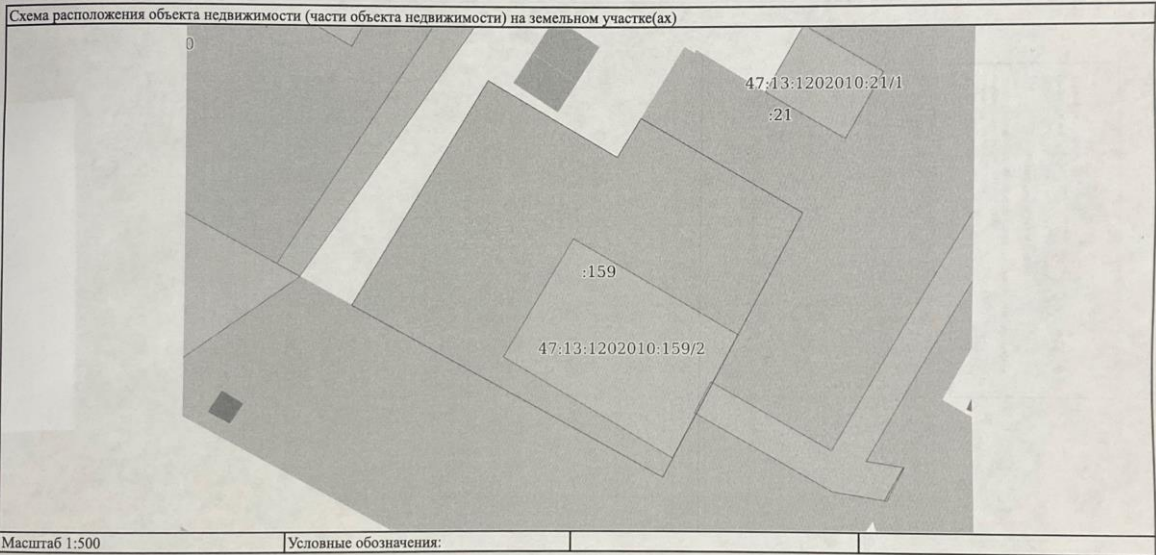 Схема расположения объекта недвижимости (части объекта недвижимости) на земельном участке(ах)
0
47:13:1202010:21/1
:21
:159
47:13:1202010:159/2
Масштаб 1:500 Условные обозначения: